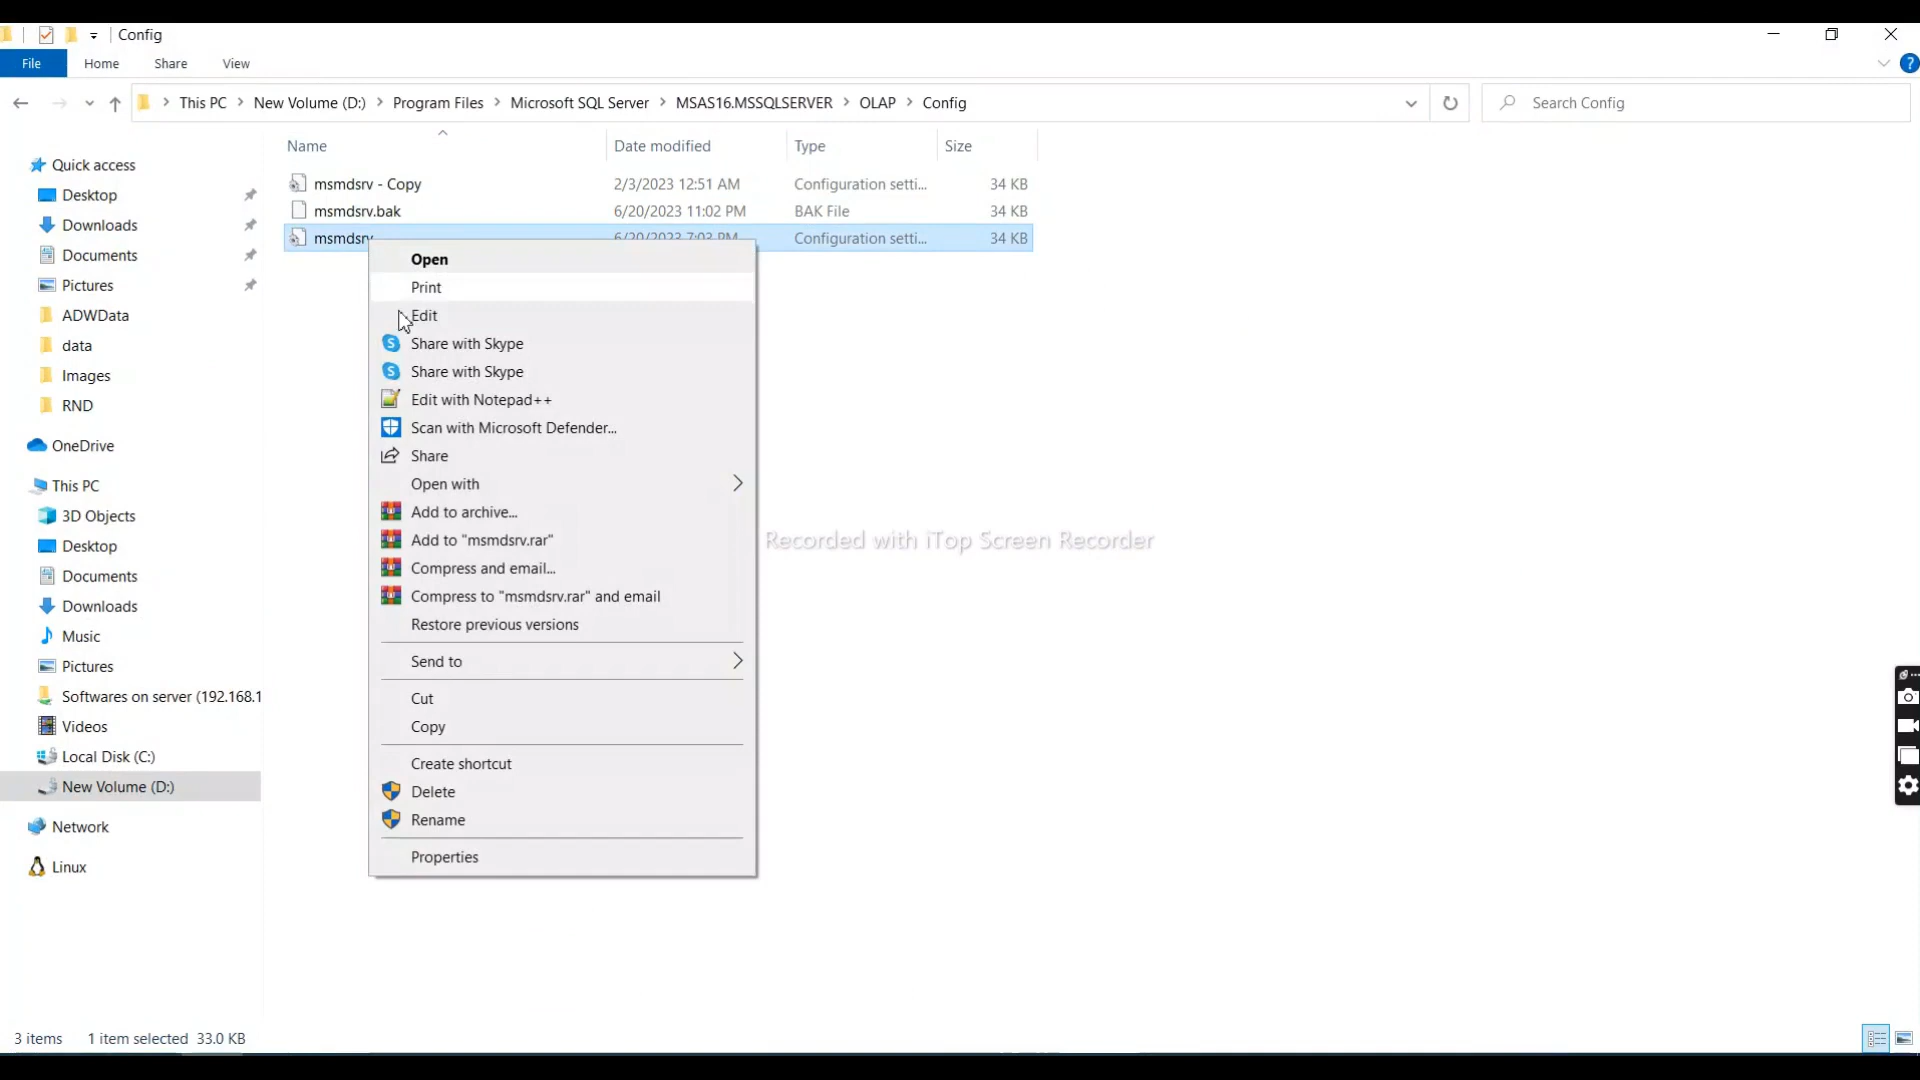 Config
File Home Share View
This PC New Volume (D:) Program Files Microsoft SQL Server MSAS16.MSSQLSERVER OLAP Config
Search Config
Name Date modified Type Size
msmdsrv - Copy 2/3/2023 12:51 AM Configuration setti... 34 KB
msmdsrv.bak 6/20/2023 11:02 PM BAK File 34 KB
msmdsrv 6/20/2023 7:03 PM Configuration setti... 34 KB
Quick access
Desktop
Downloads
Documents
Pictures
ADWData
data
Images
RND
OneDrive
This PC
3D Objects
Desktop
Documents
Downloads
Music
Pictures
Softwares on server (192.168.1
Videos
Local Disk (C:)
New Volume (D:)
Network
Linux
Open
Print
Edit
Share with Skype
Share with Skype
Edit with Notepad++
Scan with Microsoft Defender...
Share
Open with
Add to archive...
Add to "msmdsrv.rar"
Compress and email...
Compress to "msmdsrv.rar" and email
Restore previous versions
Send to
Cut
Copy
Create shortcut
Delete
Rename
Properties
Recorded with iTop Screen Recorder
3 items 1 item selected 33.0 KB